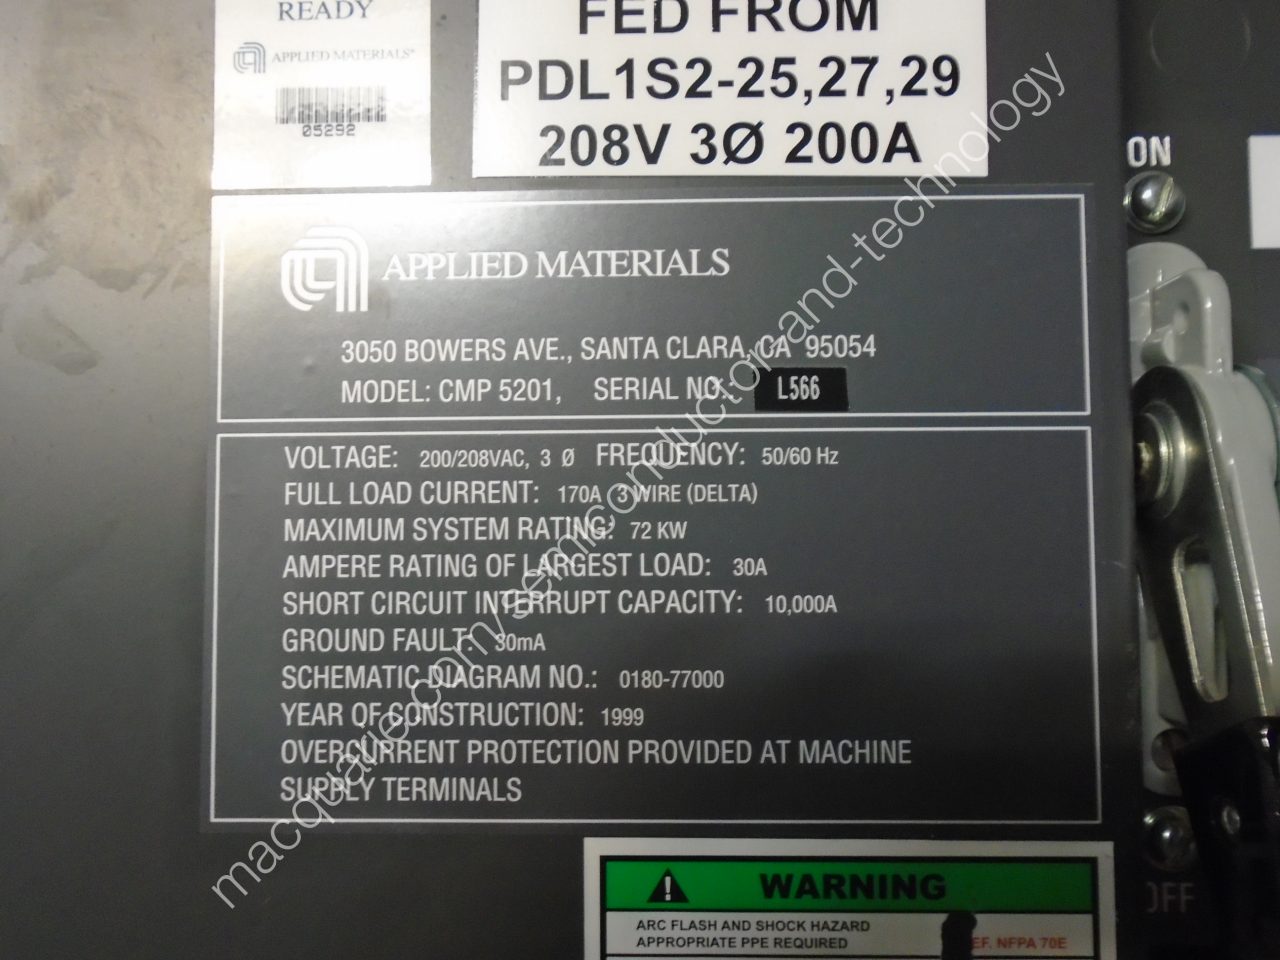 READY
APPLIED MATERIALS®
05292
FED FROM
PDL1S2-25,27,29
208V 3Ø 200A
ON
APPLIED MATERIALS
3050 BOWERS AVE., SANTA CLARA, CA 95054
MODEL: CMP 5201, SERIAL NO.: L566
VOLTAGE: 200/208VAC, 3 Ø FREQUENCY: 50/60 Hz
FULL LOAD CURRENT: 170A 3 WIRE (DELTA)
MAXIMUM SYSTEM RATING: 72 KW
AMPERE RATING OF LARGEST LOAD: 30A
SHORT CIRCUIT INTERRUPT CAPACITY: 10,000A
GROUND FAULT: 30mA
SCHEMATIC DIAGRAM NO.: 0180-77000
YEAR OF CONSTRUCTION: 1999
OVERCURRENT PROTECTION PROVIDED AT MACHINE
SUPPLY TERMINALS
macquarie.com/semiconductor-and-technology
WARNING
OFF
ARC FLASH AND SHOCK HAZARD
APPROPRIATE PPE REQUIRED
NFPA 70E